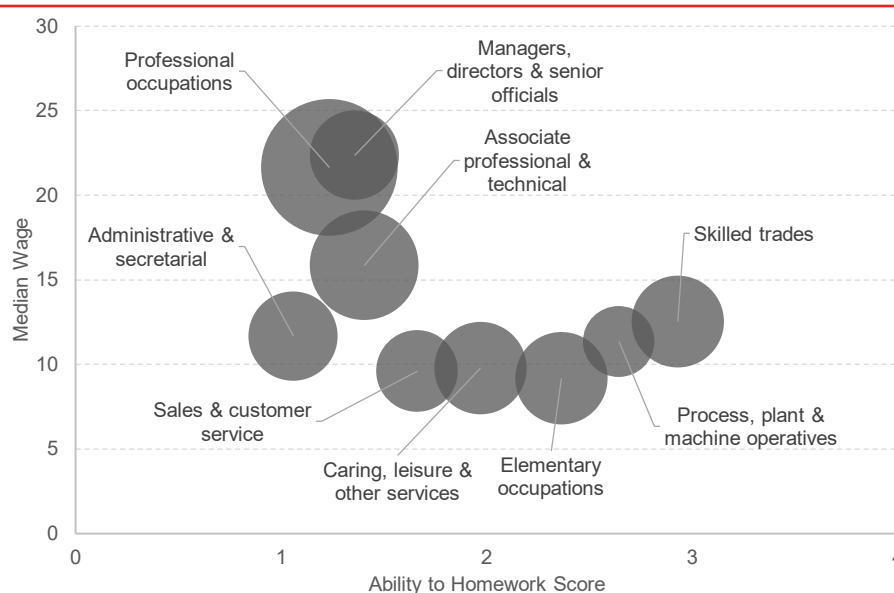 30
Professional
occupations
Managers,
directors & senior
officials
25
Associate
professional &
technical
20
Administrative &
secretarial
Skilled trades
15
Median Wage
10
Sales & customer
service
Process, plant &
machine operatives
5
Caring, leisure &
other services
Elementary
occupations
0
0 1 2 3
Ability to Homework Score